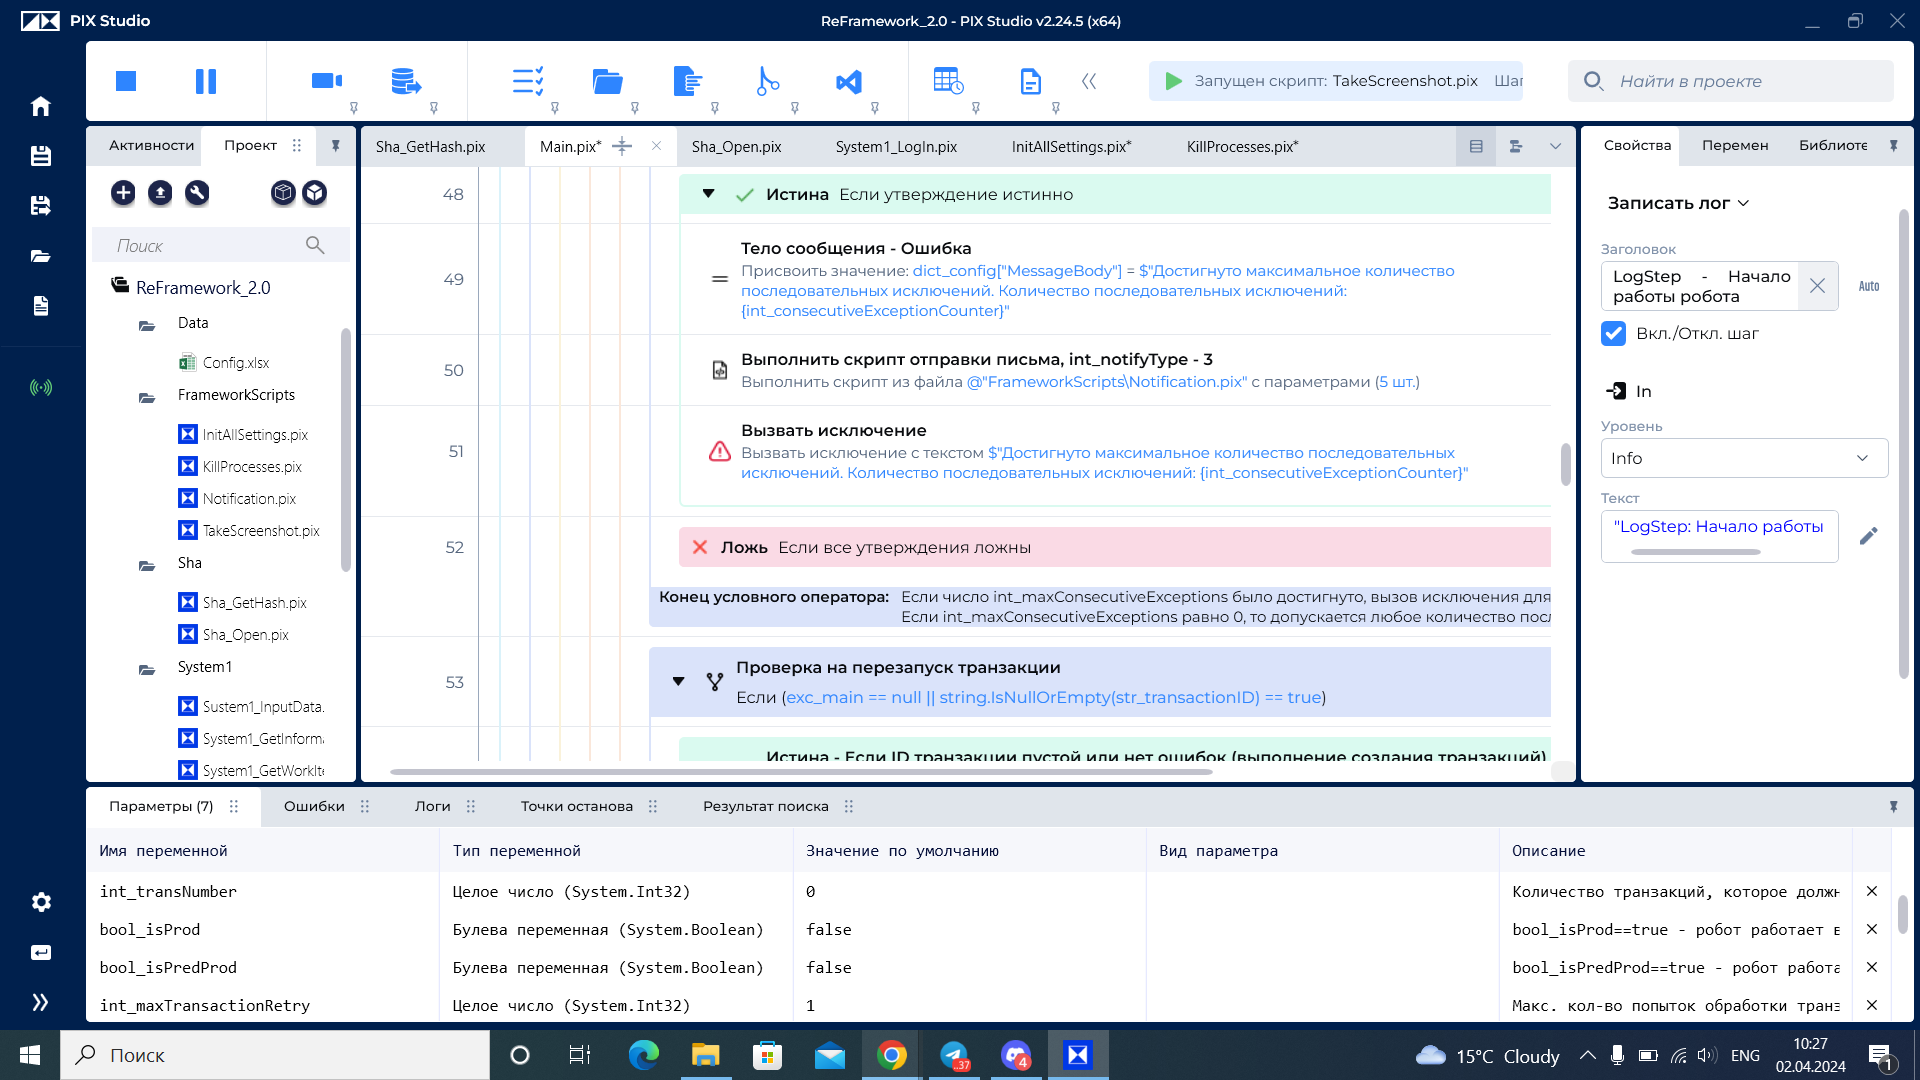 PIX Studio
ReFramework_2.0 - PIX Studio v2.24.5 (x64)
Запущен скрипт: TakeScreenshot.pix Шаг
Найти в проекте
Активности
Проект
Sha_GetHash.pix
Main.pix*
Sha_Open.pix
System1_LogIn.pix
InitAllSettings.pix*
KillProcesses.pix*
Свойства
Перемен
Библиоте
Поиск
ReFramework_2.0
Data
Config.xlsx
FrameworkScripts
InitAllSettings.pix
KillProcesses.pix
Notification.pix
TakeScreenshot.pix
Sha
Sha_GetHash.pix
Sha_Open.pix
System1
Sustem1_InputData.
System1_GetInforma
System1_GetWorkIte
48
Истина Если утверждение истинно
49
Тело сообщения - Ошибка
Присвоить значение: dict_config["MessageBody"] = $"Достигнуто максимальное количество
последовательных исключений. Количество последовательных исключений:
{int_consecutiveExceptionCounter}"
50
Выполнить скрипт отправки письма, int_notifyType - 3
Выполнить скрипт из файла @"FrameworkScripts\Notification.pix" с параметрами (5 шт.)
51
Вызвать исключение
Вызвать исключение с текстом $"Достигнуто максимальное количество последовательных
исключений. Количество последовательных исключений: {int_consecutiveExceptionCounter}"
52
Ложь Если все утверждения ложны
Конец условного оператора: Если число int_maxConsecutiveExceptions было достигнуто, вызов исключения для
Если int_maxConsecutiveExceptions равно 0, то допускается любое количество посл
53
Проверка на перезапуск транзакции
Если (exc_main == null || string.IsNullOrEmpty(str_transactionID) == true)
Истина - Если ID транзакции пустой или нет ошибок (выполнение создания транзакций)
Записать лог
Заголовок
LogStep - Начало
работы робота
Auto
Вкл./Откл. шаг
In
Уровень
Info
Текст
"LogStep: Начало работы
Параметры (7)
Ошибки
Логи
Точки останова
Результат поиска
Имя переменной Тип переменной Значение по умолчанию Вид параметра Описание
int_transNumber Целое число (System.Int32) 0 Количество транзакций, которое должн
bool_isProd Булева переменная (System.Boolean) false bool_isProd==true - робот работает в
bool_isPredProd Булева переменная (System.Boolean) false bool_isPredProd==true - робот работа
int_maxTransactionRetry Целое число (System.Int32) 1 Макс. кол-во попыток обработки транз
Поиск
..37
4
15°C Cloudy
ENG
10:27
02.04.2024
1